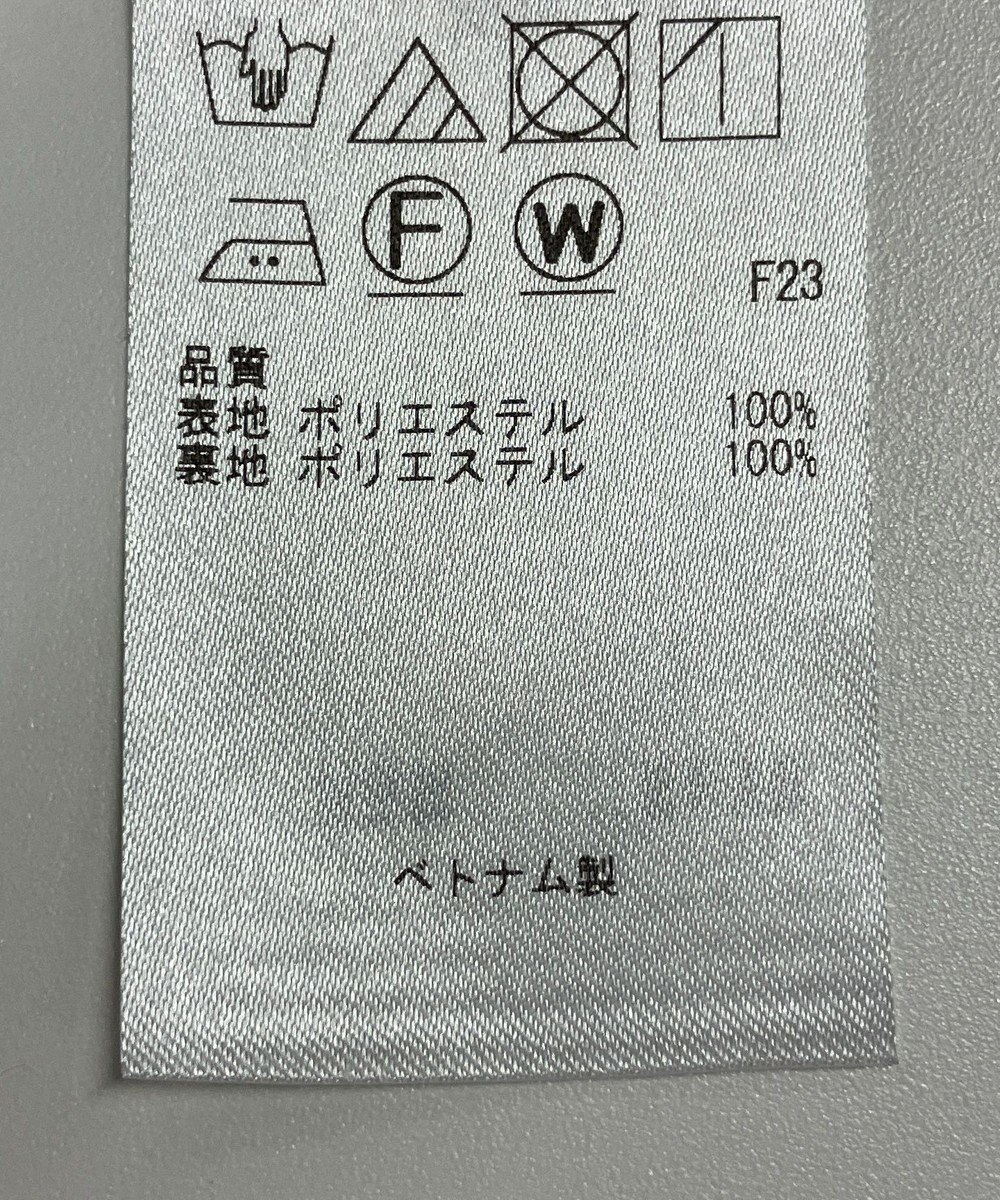 F W F23
品質
表地 ポリエステル 100%
裏地 ポリエステル 100%
ベトナム製